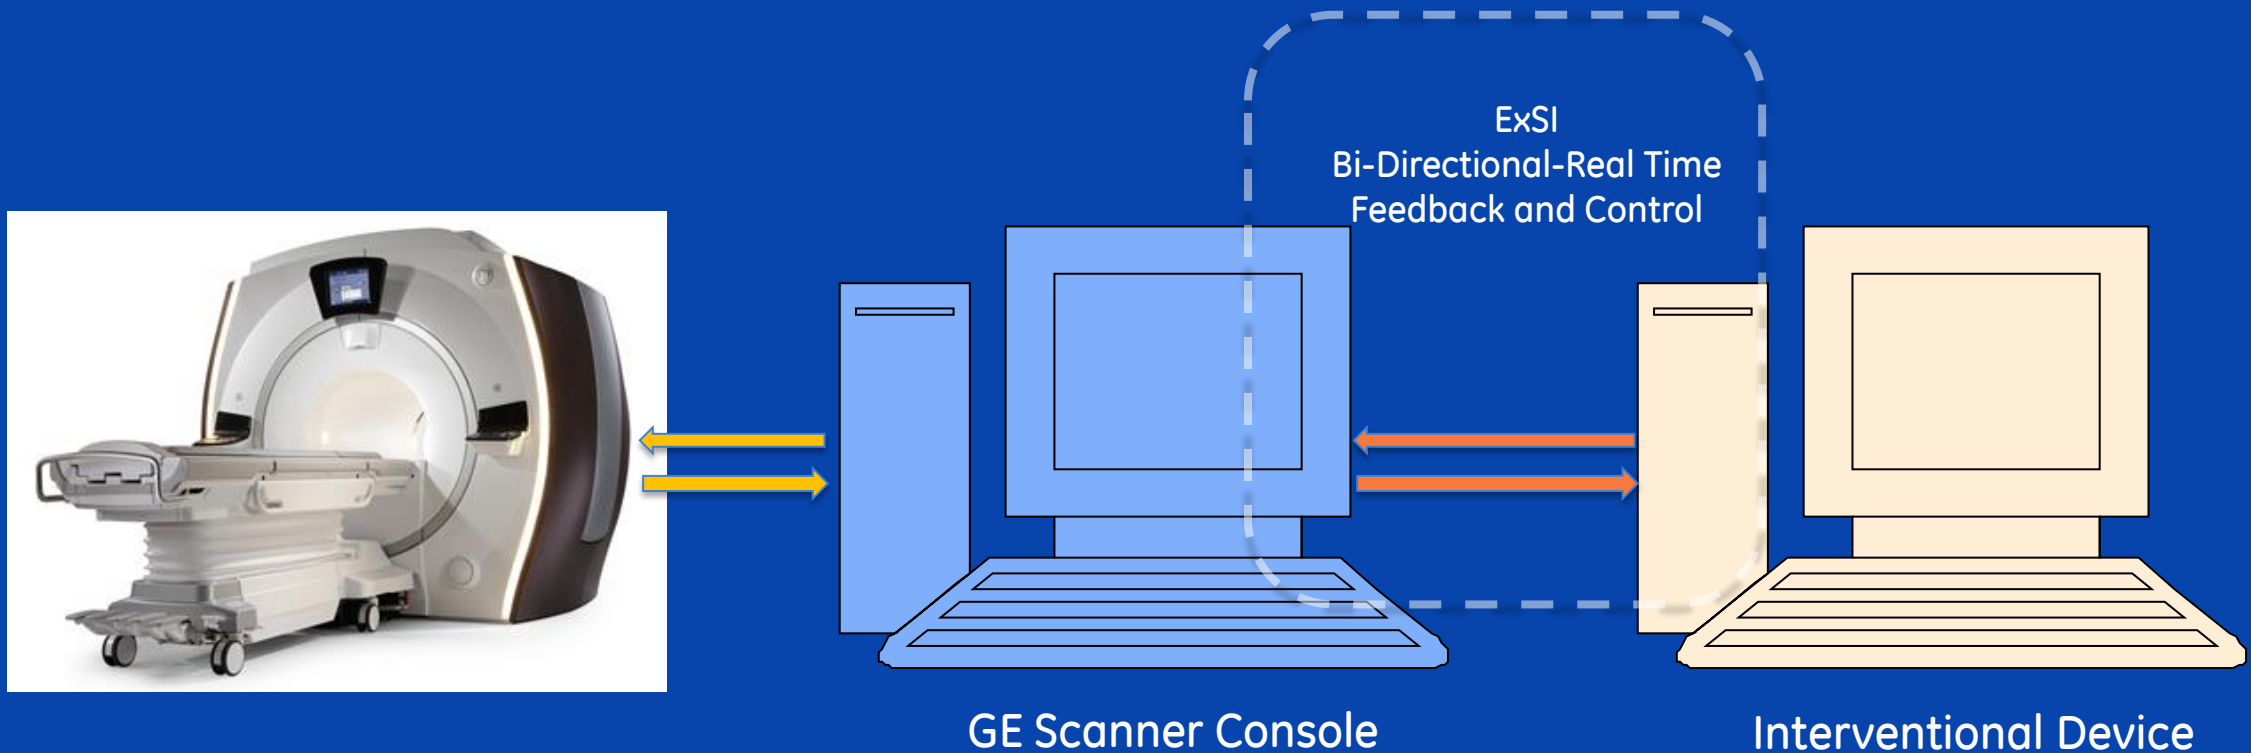 ExSI
Bi-Directional-Real Time
Feedback and Control
GE Scanner Console
Interventional Device